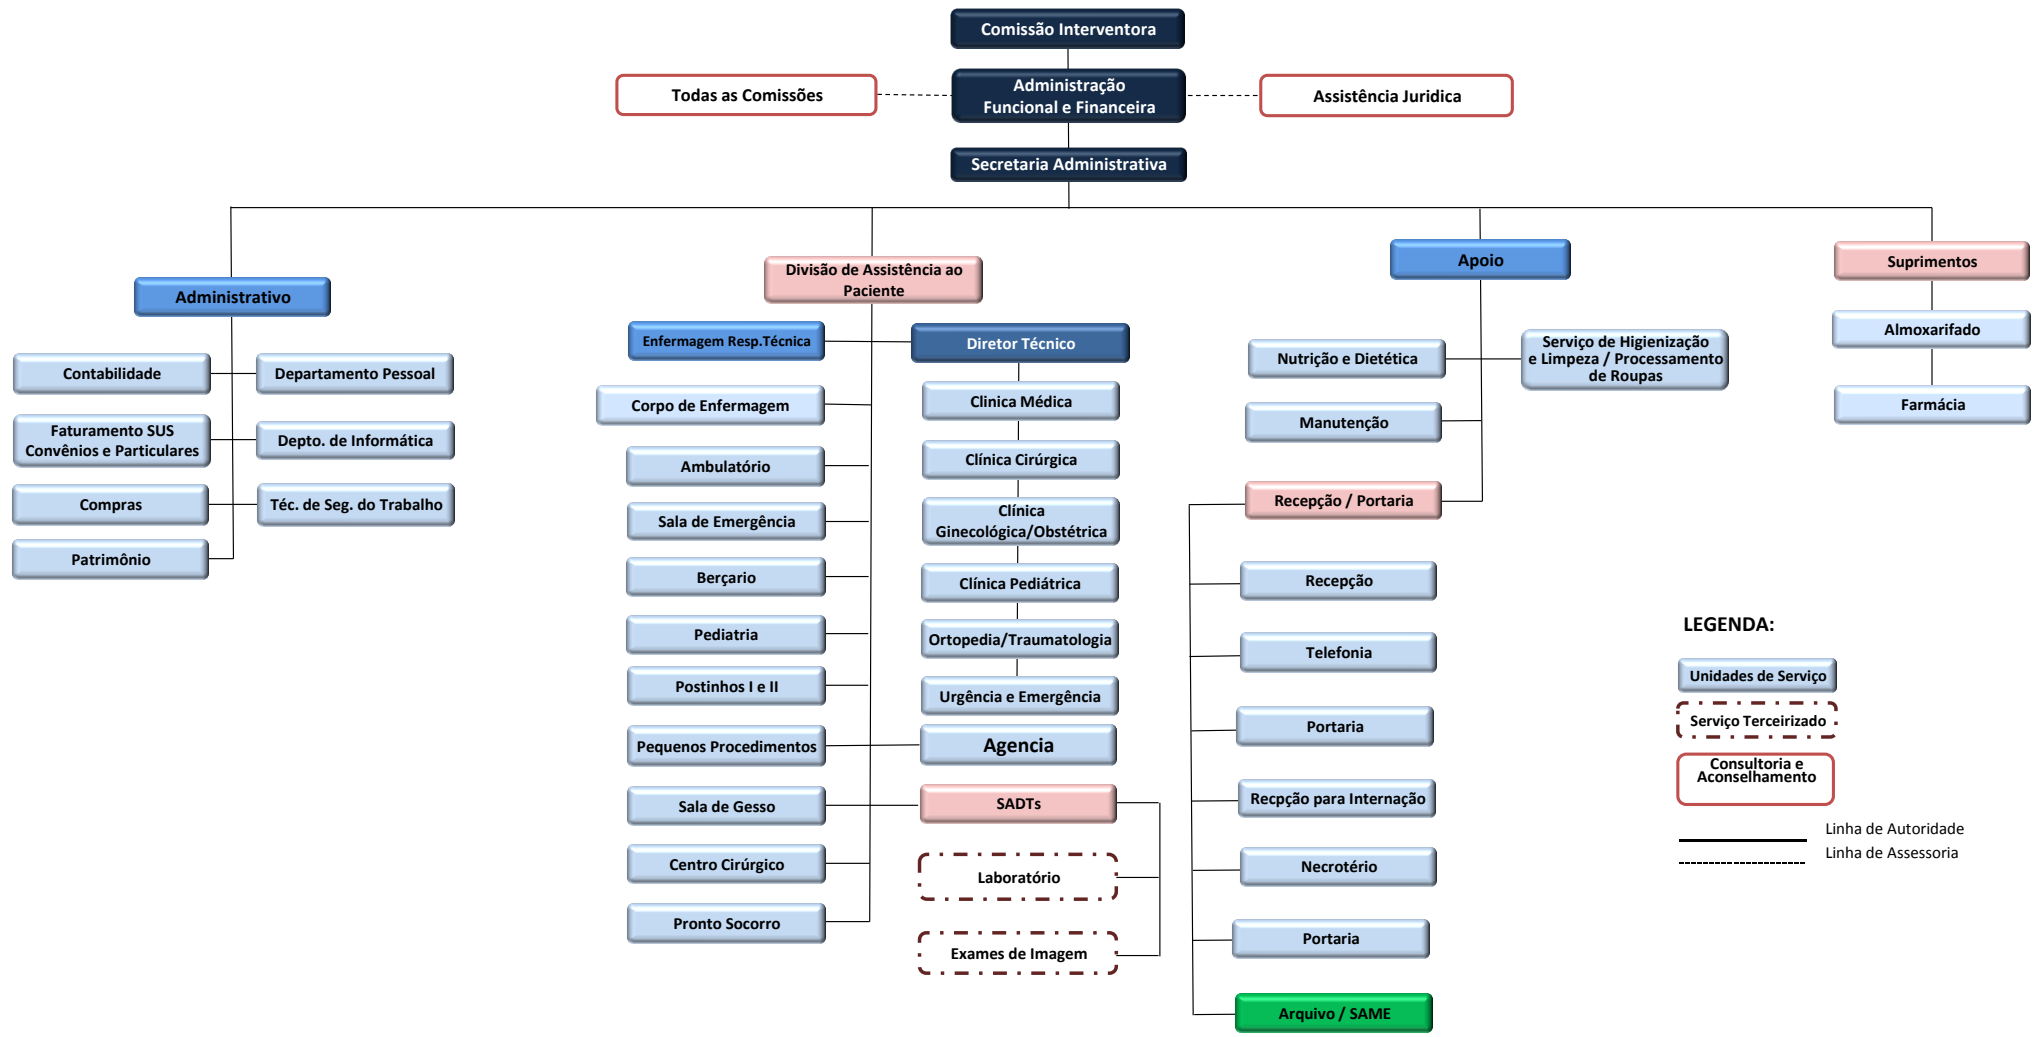 Comissão Interventora
Todas as Comissões
Administração
Funcional e Financeira
Assistência Juridica
Secretaria Administrativa
Administrativo
Contabilidade
Departamento Pessoal
Faturamento SUS
Convênios e Particulares
Depto. de Informática
Compras
Téc. de Seg. do Trabalho
Patrimônio
Divisão de Assistência ao
Paciente
Enfermagem Resp.Técnica
Diretor Técnico
Corpo de Enfermagem
Ambulatório
Sala de Emergência
Berçario
Pediatria
Postinhos I e II
Pequenos Procedimentos
Sala de Gesso
Centro Cirúrgico
Pronto Socorro
Clinica Médica
Clínica Cirúrgica
Clínica
Ginecológica/Obstétrica
Clínica Pediátrica
Ortopedia/Traumatologia
Urgência e Emergência
Agencia
SADTs
Laboratório
Exames de Imagem
Apoio
Nutrição e Dietética
Serviço de Higienização
e Limpeza / Processamento
de Roupas
Manutenção
Recepção / Portaria
Recepção
Telefonia
Portaria
Recpção para Internação
Necrotério
Portaria
Arquivo / SAME
Suprimentos
Almoxarifado
Farmácia
LEGENDA:
Unidades de Serviço
Serviço Terceirizado
Consultoria e
Aconselhamento
Linha de Autoridade
Linha de Assessoria